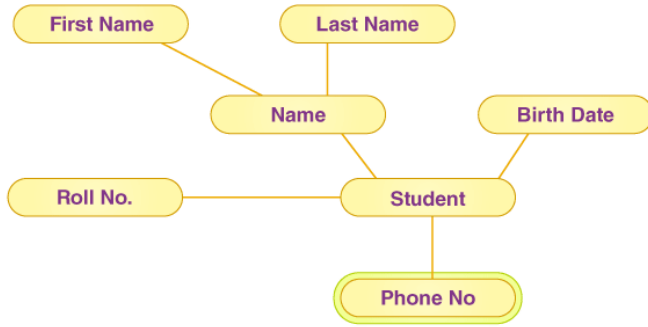 First Name
Last Name
Name
Birth Date
Roll No.
Student
Phone No